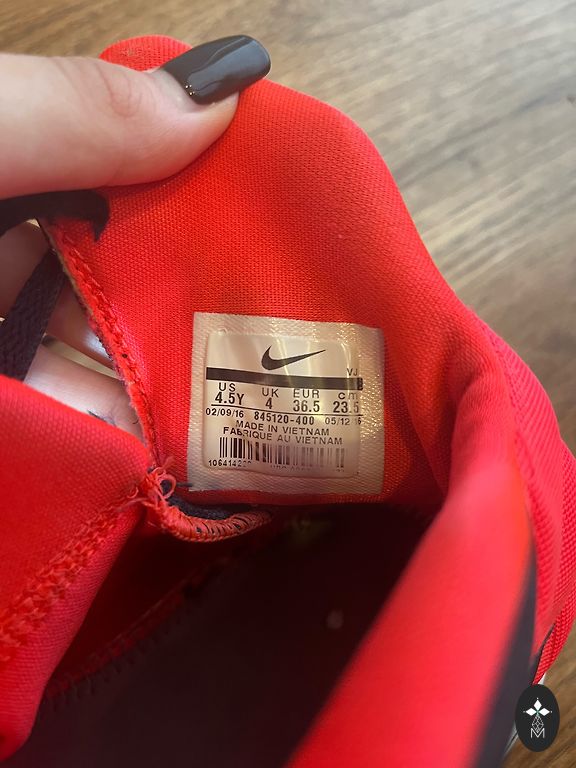 VJ
US UK EUR cm
4.5Y 4 36.5 23.5
02/09/16 845120-400 05/12
MADE IN VIETNAM
FABRIQUE AU VIETNAM
M